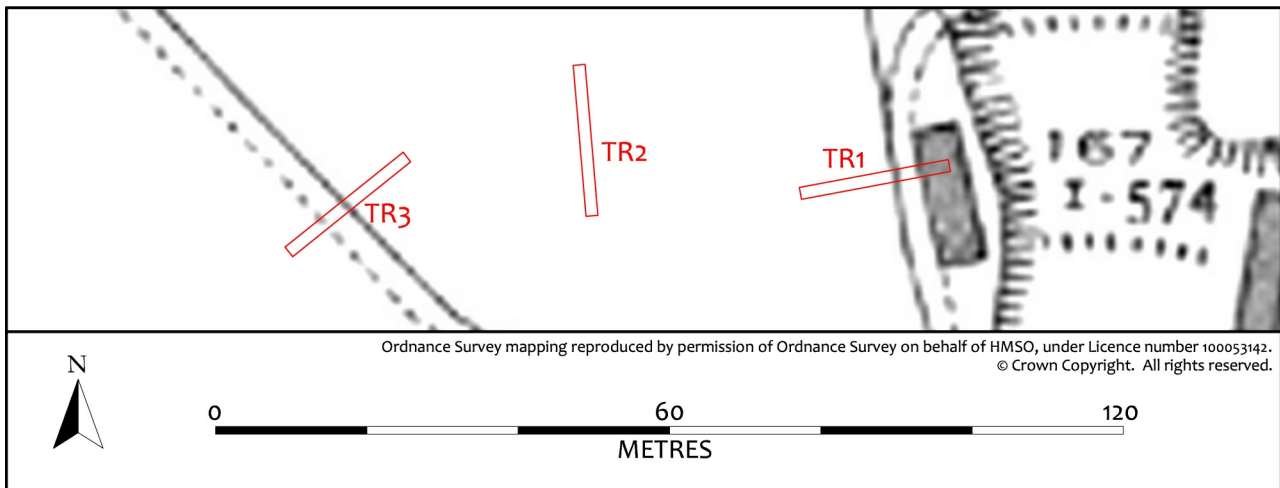 TR2
TR1
167
I·574
TR3
Ordnance Survey mapping reproduced by permission of Ordnance Survey on behalf of HMSO, under Licence number 100053142.
© Crown Copyright. All rights reserved.
N
0 60 120
METRES